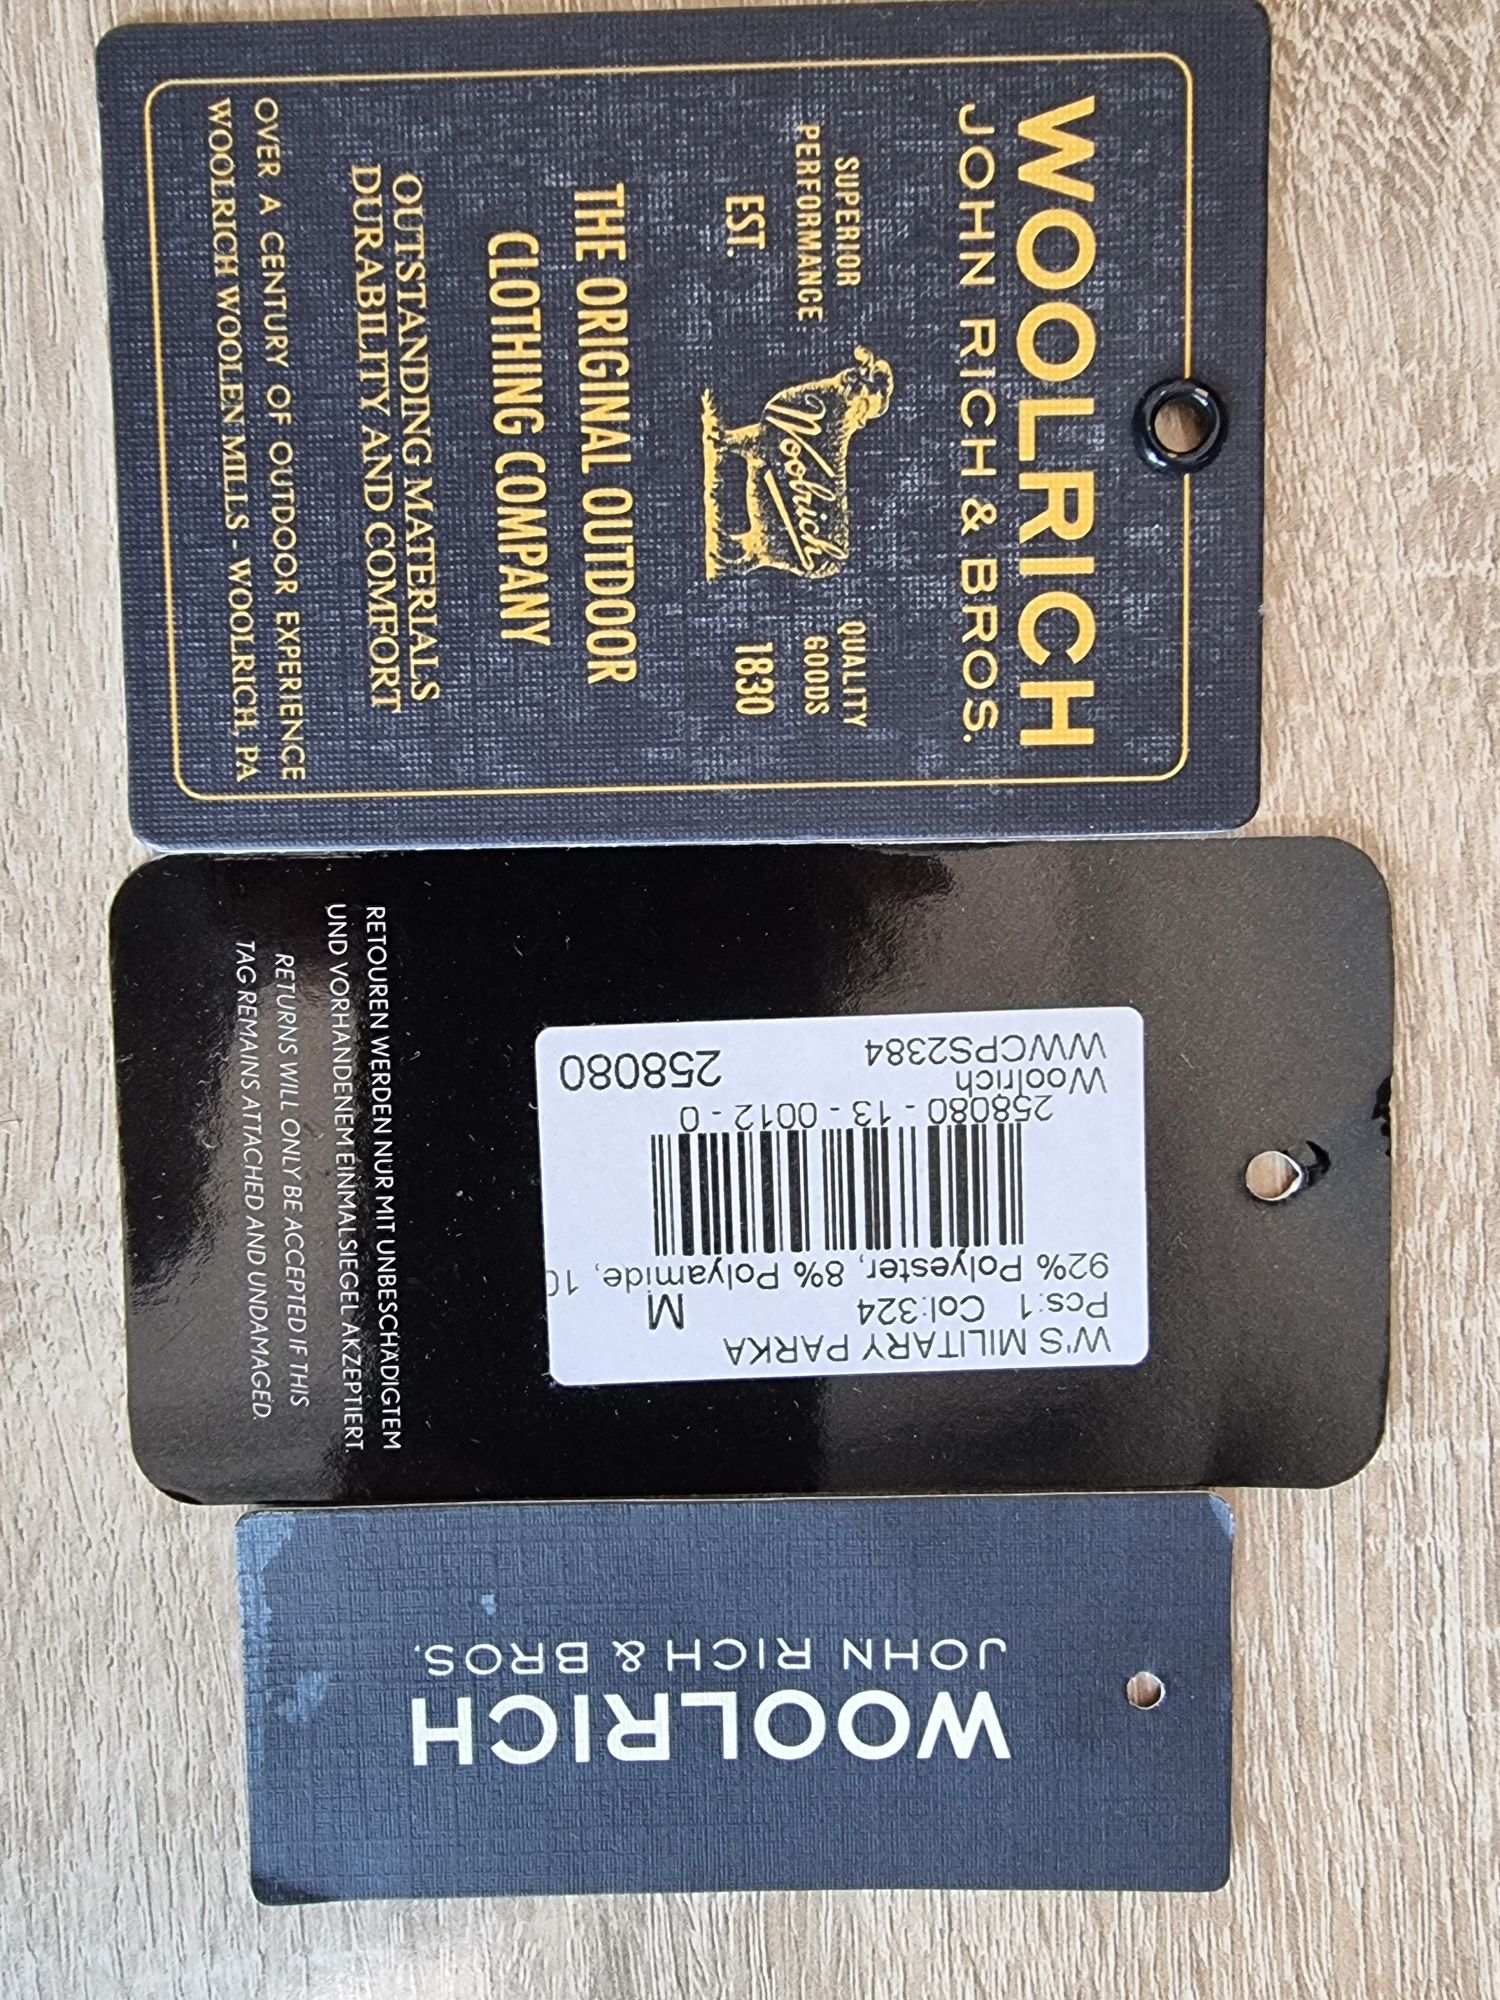 WOOLRICH
JOHN RICH & BROS.
SUPERIOR
PERFORMANCE
QUALITY
GOODS
Woolrich
EST.
1830
THE ORIGINAL OUTDOOR
CLOTHING COMPANY
OUTSTANDING MATERIALS
DURABILITY AND COMFORT
OVER A CENTURY OF OUTDOOR EXPERIENCE
WOOLRICH WOOLEN MILLS - WOOLRICH, PA
W'S MILITARY PARKA
Pcs:1 Col:324 M
92% Polyester, 8% Polyamide, 10
258080 - 13 - 0012 - 0
Woolrich
WWCPS2384 258080
RETOUREN WERDEN NUR MIT UNBESCHÄDIGTEM
UND VORHANDENEM EINMALSIEGEL AKZEPTIERT.
RETURNS WILL ONLY BE ACCEPTED IF THIS
TAG REMAINS ATTACHED AND UNDAMAGED.
WOOLRICH
JOHN RICH & BROS.